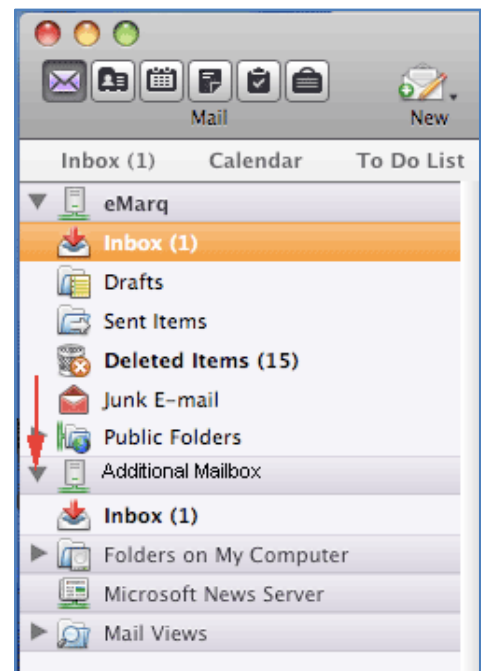 Mail
New
Inbox (1) Calendar To Do List
eMarq
Inbox (1)
Drafts
Sent Items
Deleted Items (15)
Junk E-mail
Public Folders
Additional Mailbox
Inbox (1)
Folders on My Computer
Microsoft News Server
Mail Views